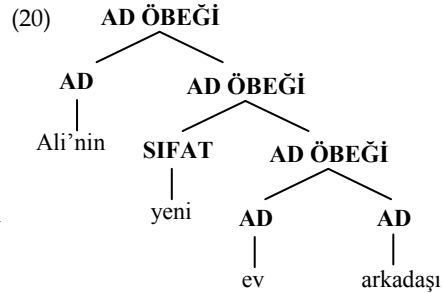 (20) AD ÖBEĞİ
AD AD ÖBEĞİ
Ali’nin SIFAT AD ÖBEĞİ
yeni AD AD
ev arkadaşı